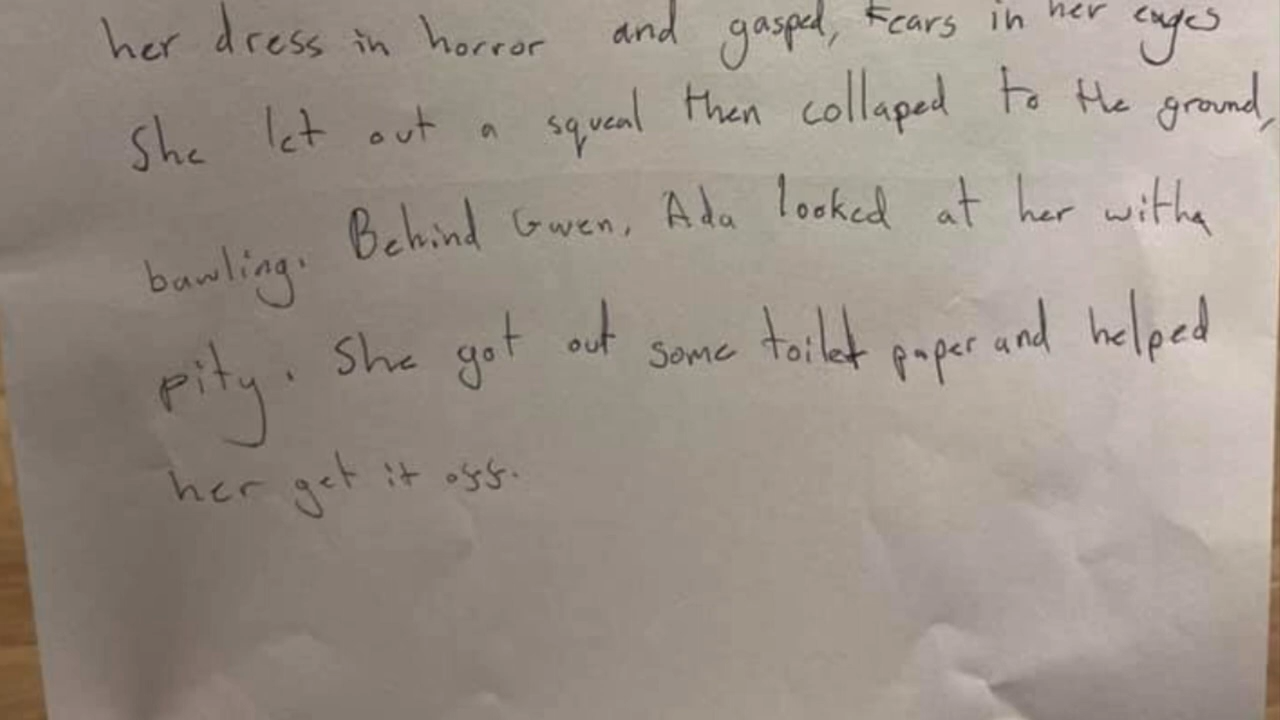 her dress in horror and gasped, tears in her eyes
She let out a squeal then collaped to the ground,
bawling. Behind Gwen, Ada looked at her witha
pity. She got out some toilet paper and helped
her get it off.